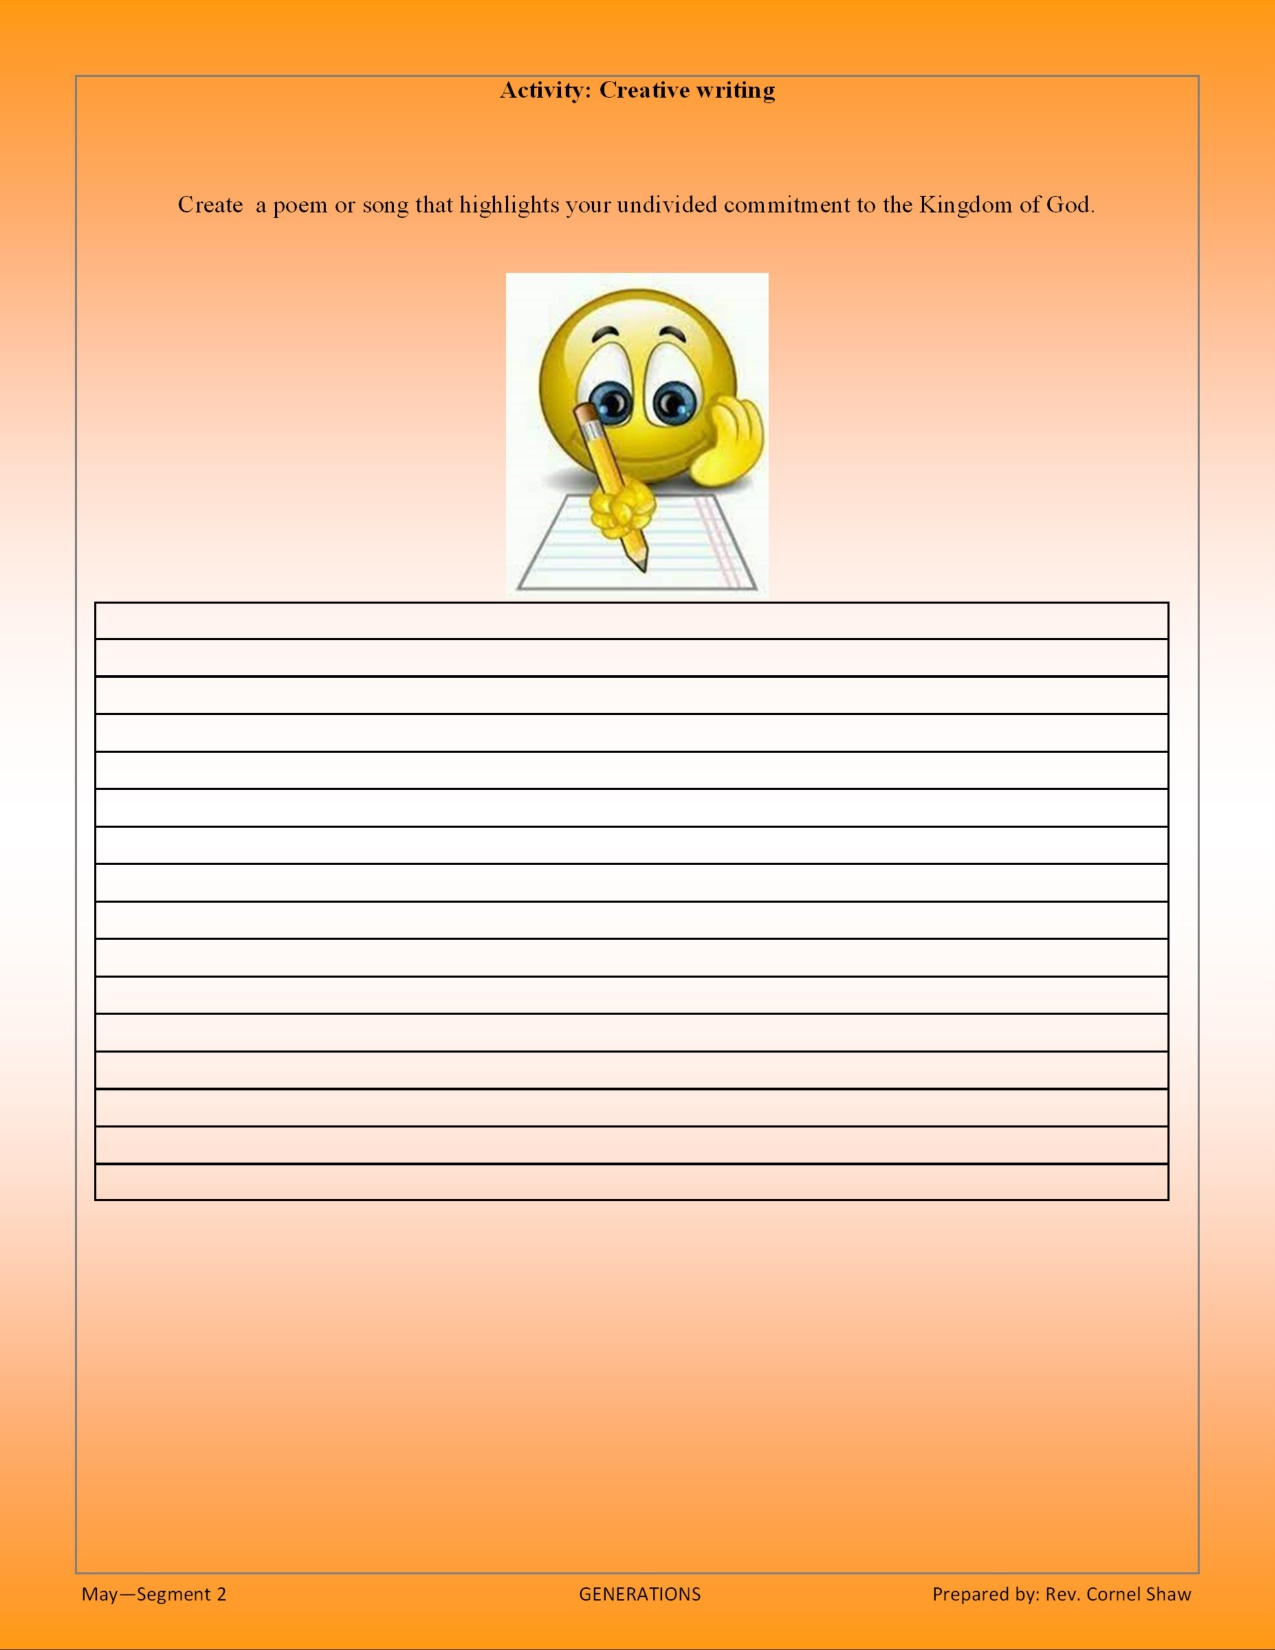 Activity: Creative writing
Create  a poem or song that highlights your undivided commitment to the Kingdom of God.
May—Segment 2
GENERATIONS
Prepared by: Rev. Cornel Shaw